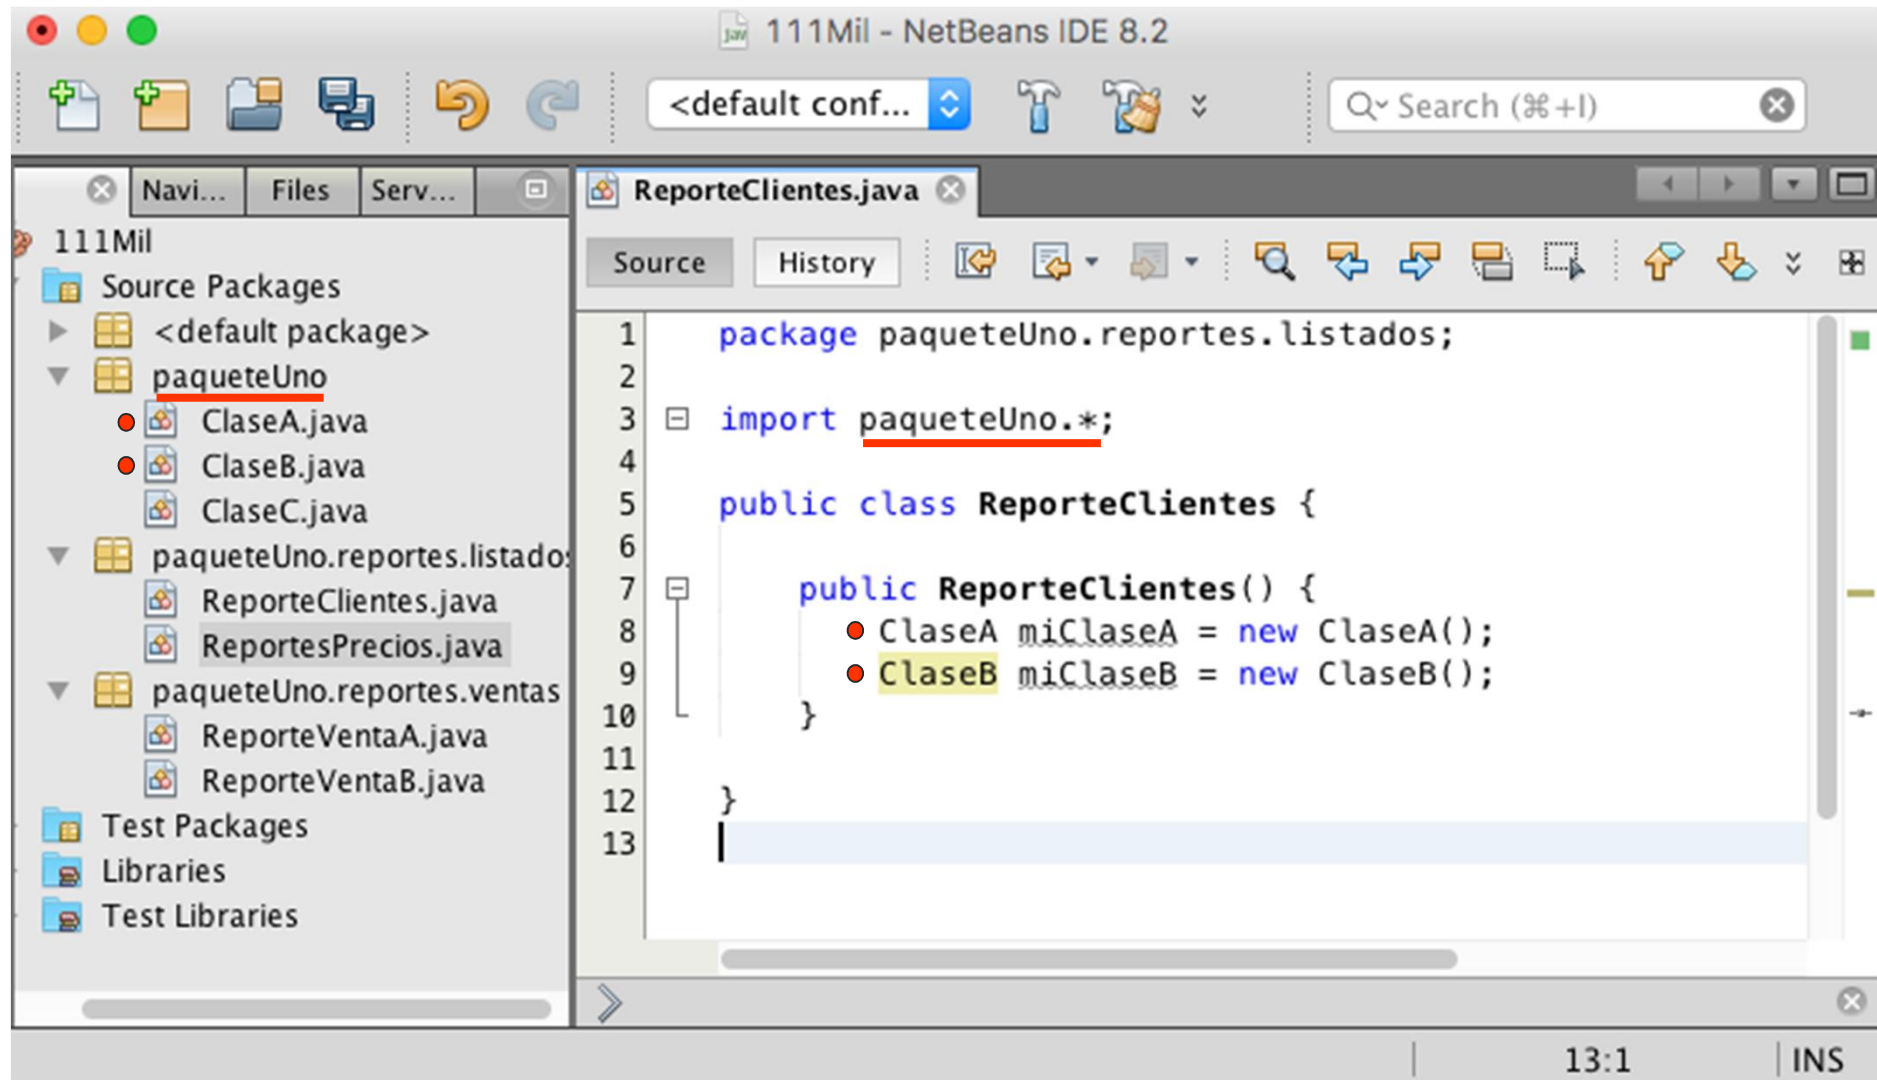 111Mil - NetBeans IDE 8.2
<default conf...
Search (⌘+I)
Navi...
Files
Serv...
ReporteClientes.java
111Mil
Source Packages
<default package>
paqueteUno
ClaseA.java
ClaseB.java
ClaseC.java
paqueteUno.reportes.listados
ReporteClientes.java
ReportesPrecios.java
paqueteUno.reportes.ventas
ReporteVentaA.java
ReporteVentaB.java
Test Packages
Libraries
Test Libraries
Source
History
1 package paqueteUno.reportes.listados;
2
3 import paqueteUno.*;
4
5 public class ReporteClientes {
6
7 public ReporteClientes() {
8 ClaseA miClaseA = new ClaseA();
9 ClaseB miClaseB = new ClaseB();
10 }
11
12 }
13
13:1
INS